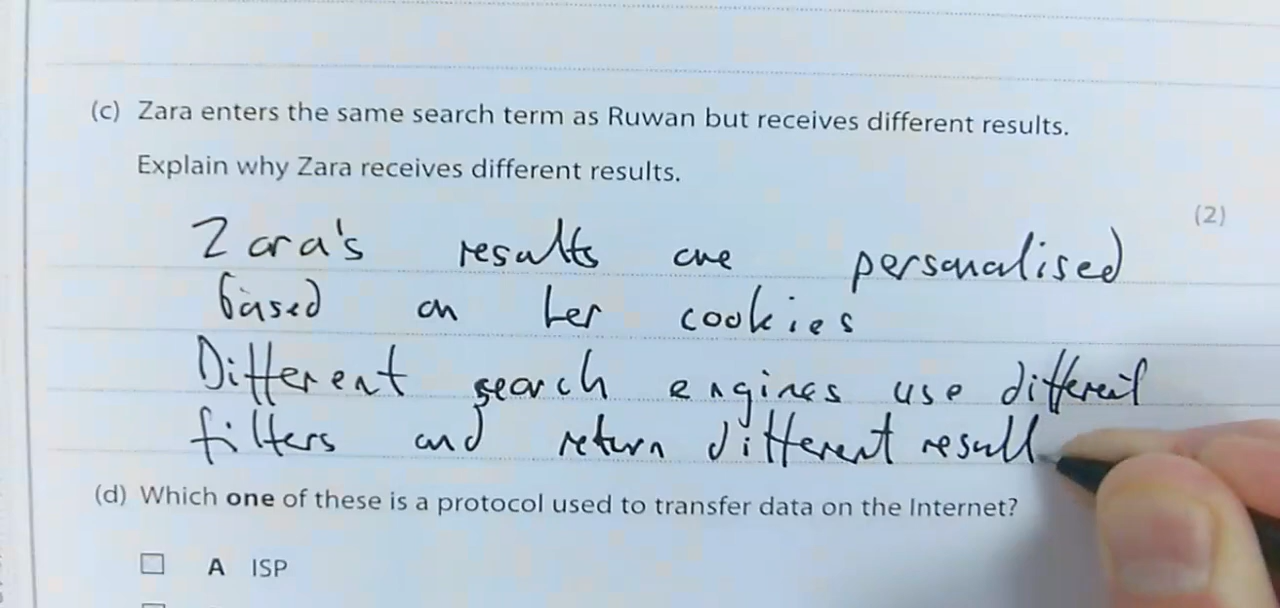 (c) Zara enters the same search term as Ruwan but receives different results.
Explain why Zara receives different results.
(2)
Zara's results are personalised
based on her cookies
Different search engines use different
filters and return different result
(d) Which one of these is a protocol used to transfer data on the Internet?
A ISP